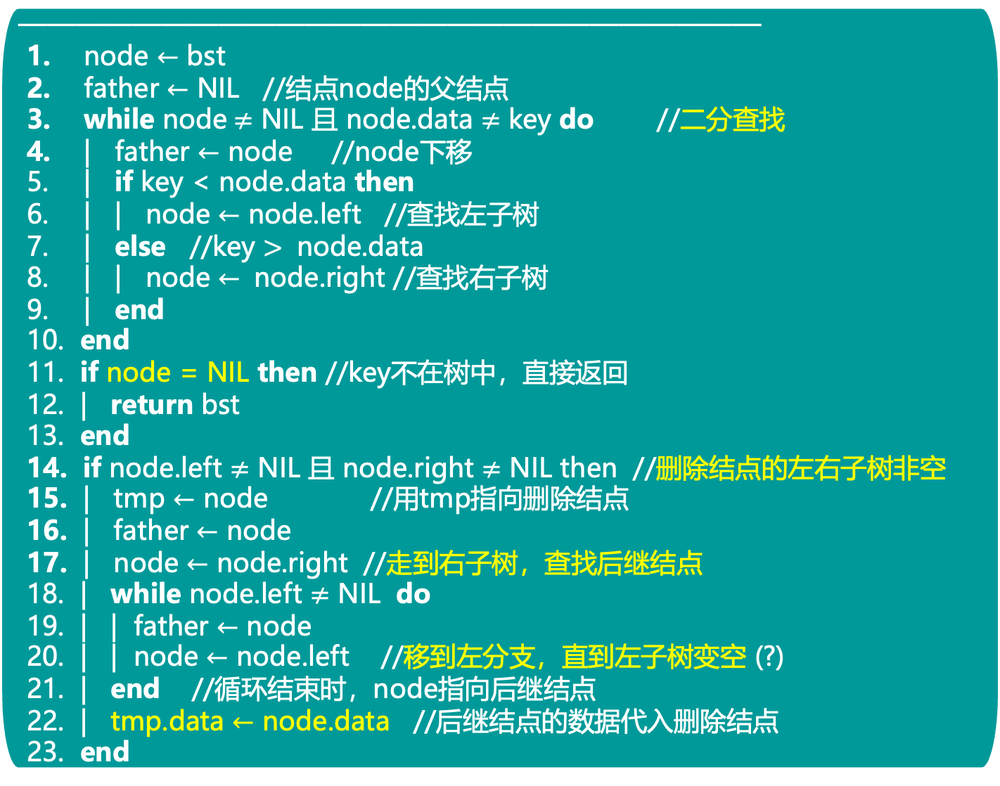 1. node ← bst
2. father ← NIL //结点node的父结点
3. while node ≠ NIL 且 node.data ≠ key do //二分查找
4. | father ← node //node下移
5. | if key < node.data then
6. | | node ← node.left //查找左子树
7. | else //key > node.data
8. | | node ← node.right //查找右子树
9. | end
10. end
11. if node = NIL then //key不在树中，直接返回
12. | return bst
13. end
14. if node.left ≠ NIL 且 node.right ≠ NIL then //删除结点的左右子树非空
15. | tmp ← node //用tmp指向删除结点
16. | father ← node
17. | node ← node.right //走到右子树，查找后继结点
18. | while node.left ≠ NIL do
19. | | father ← node
20. | | node ← node.left //移到左分支，直到左子树变空 (?)
21. | end //循环结束时，node指向后继结点
22. | tmp.data ← node.data //后继结点的数据代入删除结点
23. end